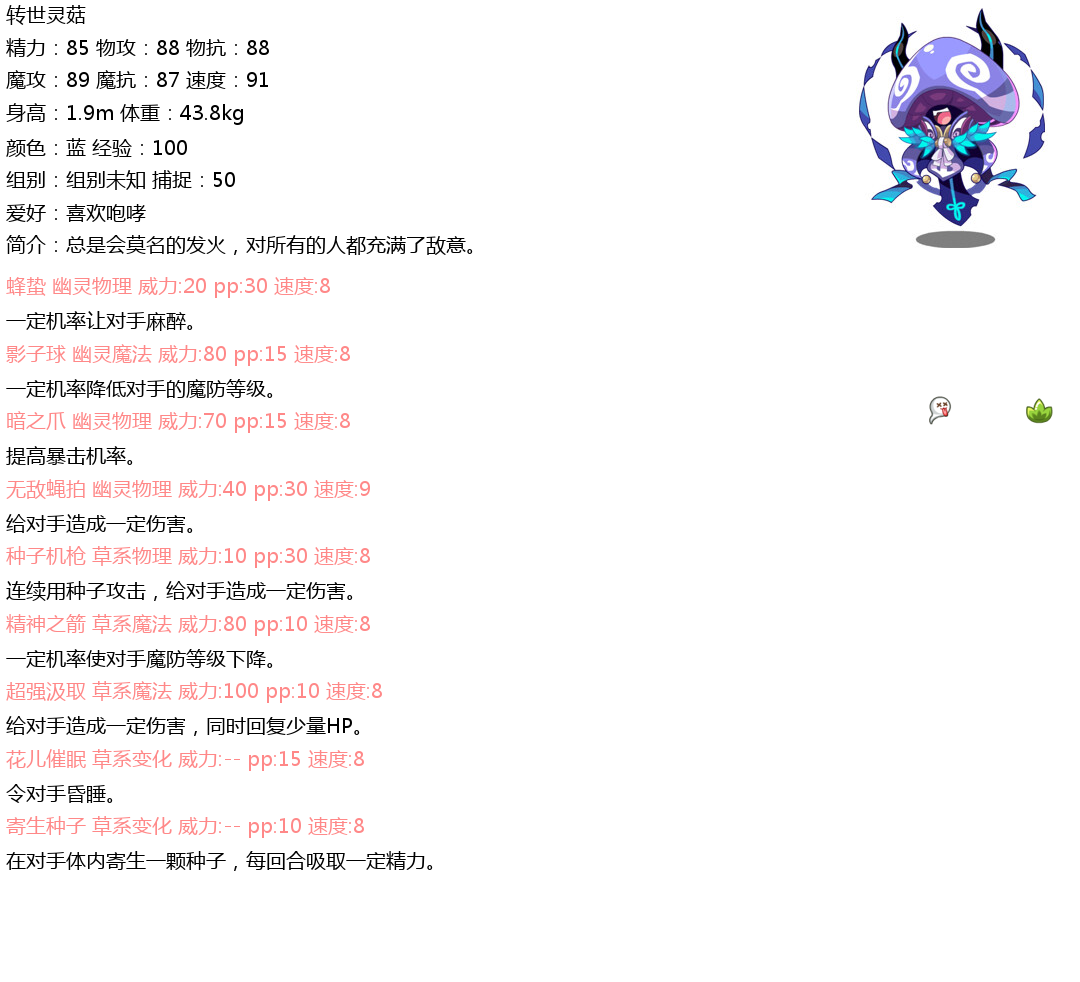 转世灵菇
精力：85 物攻：88 物抗：88
魔攻：89 魔抗：87 速度：91
身高：1.9m 体重：43.8kg
颜色：蓝 经验：100
组别：组别未知 捕捉：50
爱好：喜欢咆哮
简介：总是会莫名的发火，对所有的人都充满了敌意。
蜂蛰 幽灵物理 威力:20 pp:30 速度:8
一定机率让对手麻醉。
影子球 幽灵魔法 威力:80 pp:15 速度:8
一定机率降低对手的魔防等级。
暗之爪 幽灵物理 威力:70 pp:15 速度:8
提高暴击机率。
无敌蝇拍 幽灵物理 威力:40 pp:30 速度:9
给对手造成一定伤害。
种子机枪 草系物理 威力:10 pp:30 速度:8
连续用种子攻击，给对手造成一定伤害。
精神之箭 草系魔法 威力:80 pp:10 速度:8
一定机率使对手魔防等级下降。
超强汲取 草系魔法 威力:100 pp:10 速度:8
给对手造成一定伤害，同时回复少量HP。
花儿催眠 草系变化 威力:-- pp:15 速度:8
令对手昏睡。
寄生种子 草系变化 威力:-- pp:10 速度:8
在对手体内寄生一颗种子，每回合吸取一定精力。